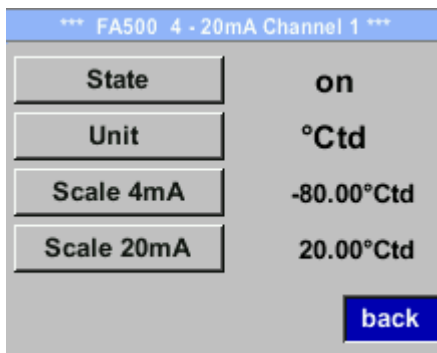 *** FA500 4 - 20mA Channel 1 ***
State on
Unit °Ctd
Scale 4mA -80.00°Ctd
Scale 20mA 20.00°Ctd
back